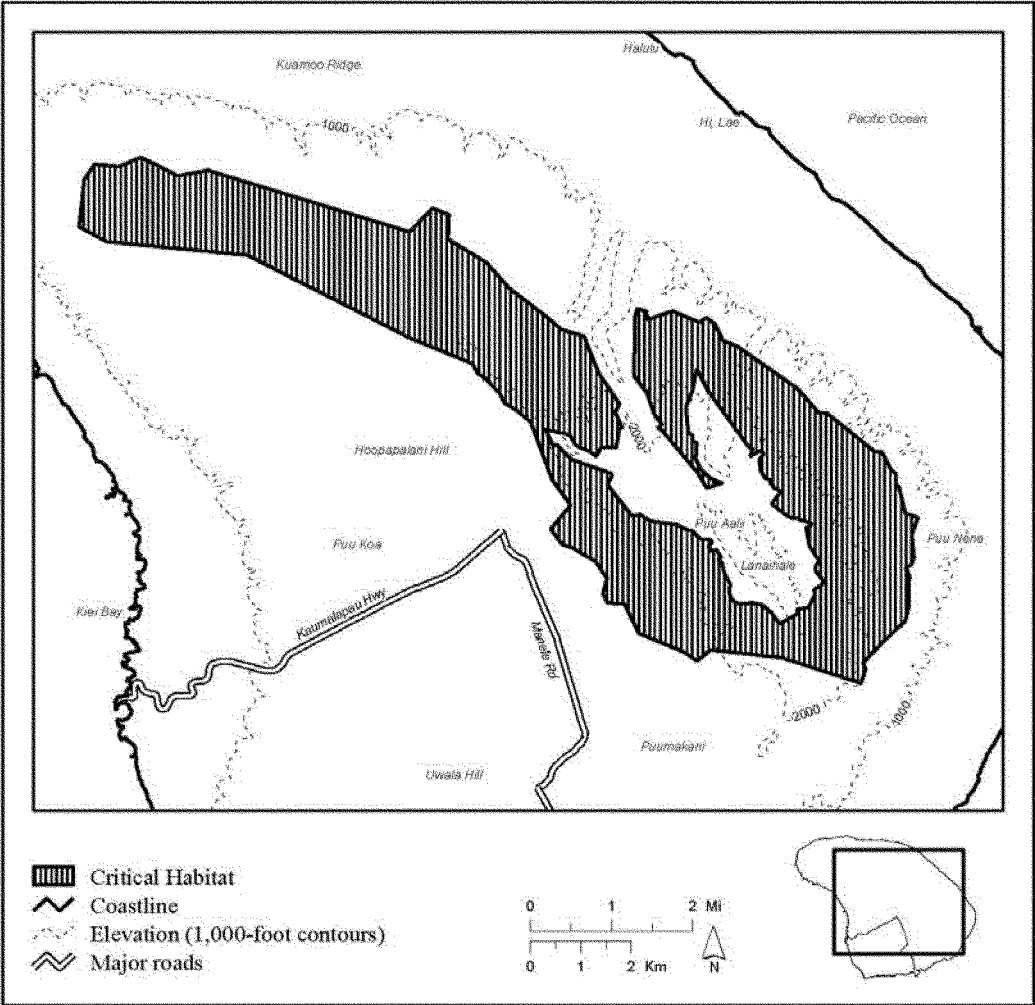 Kuamoo Ridge
Halulu
Hi, Lae
Pacific Ocean
1000
2000
Hoopapalani Hill
Puu Aalii
Puu Nene
Puu Koa
Lanaihale
Kiei Bay
Kaumalapau Hwy
Manele Rd
2000
1000
Puumakani
Uwala Hill
Critical Habitat
Coastline
Elevation (1,000-foot contours)
Major roads
0 1 2 Mi
0 1 2 Km
N